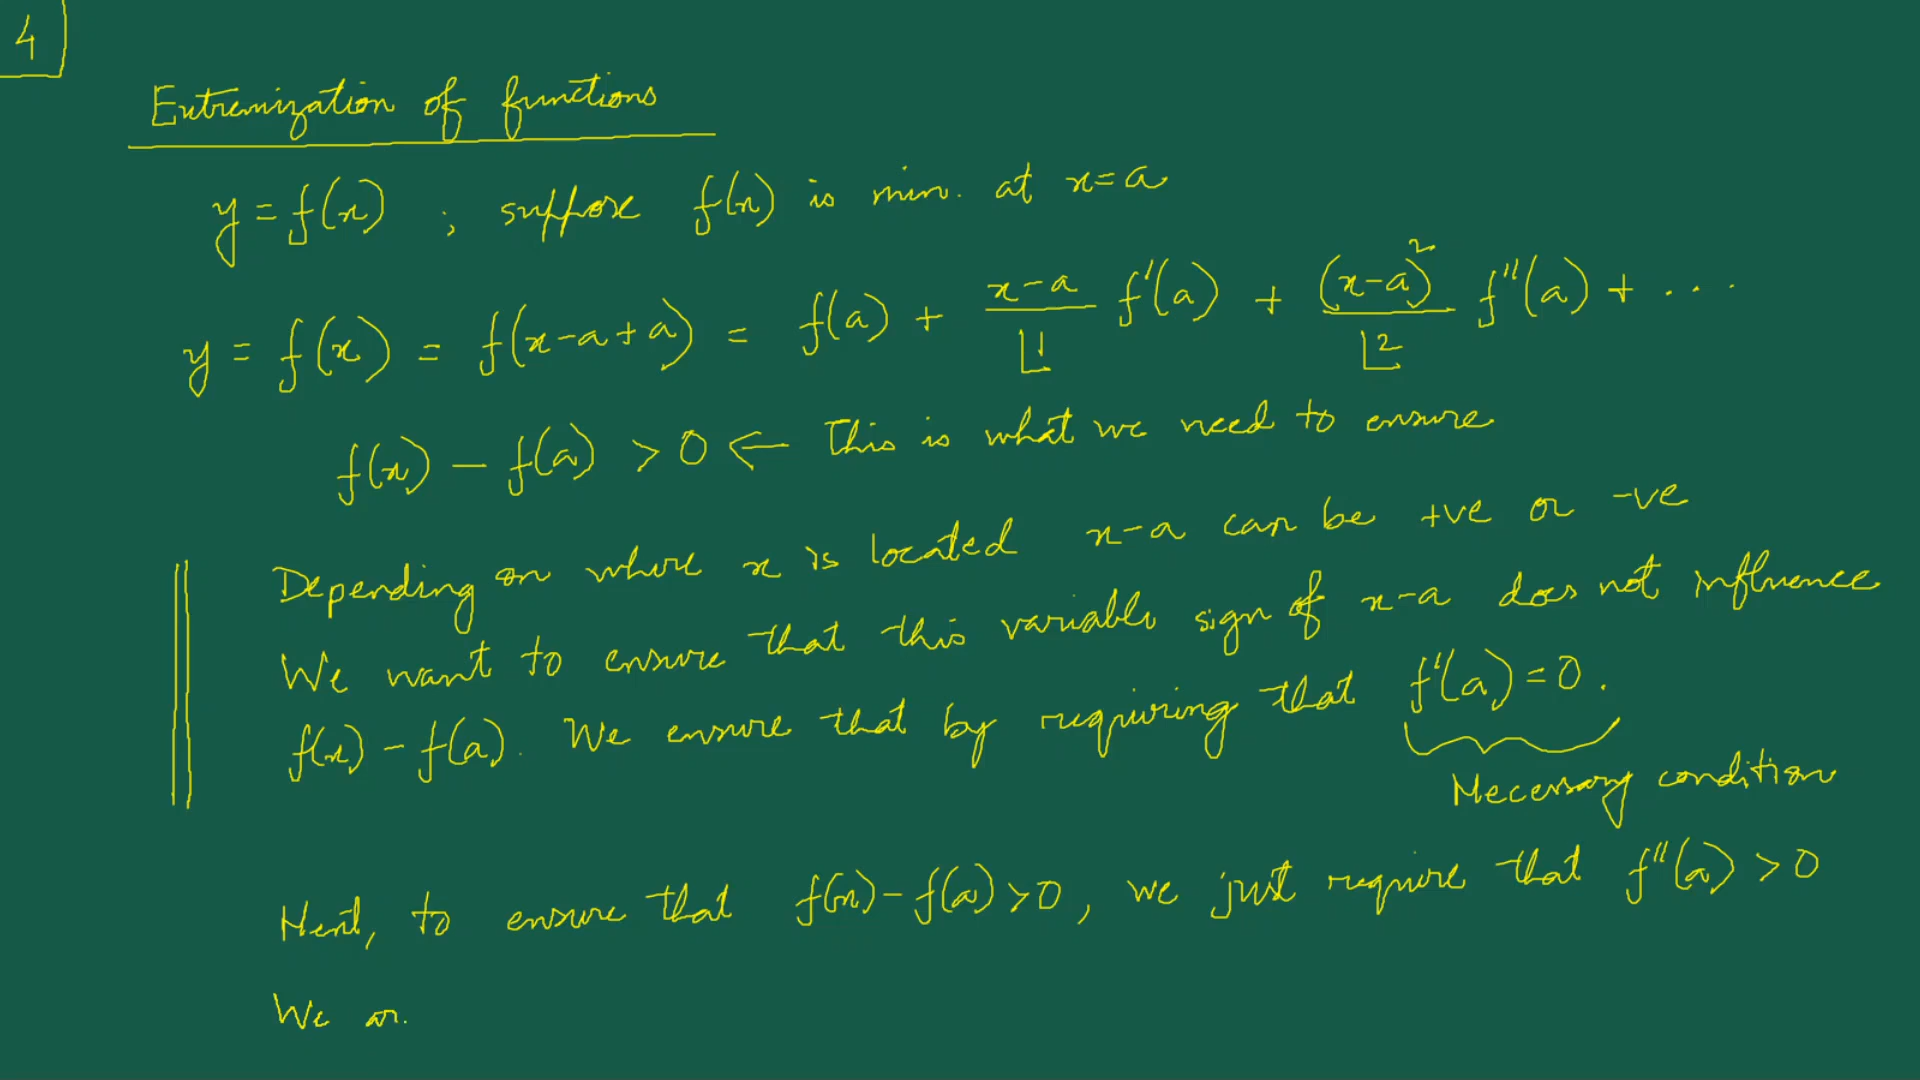 4
Extremization of functions
y = f(x) ; suppose f(x) is min. at x=a
y = f(x) = f(x-a+a) = f(a) + \frac{x-a}{⌊1} f'(a) + \frac{(x-a)^2}{⌊2} f''(a) + ....
f(x) - f(a) > 0 ← This is what we need to ensure
Depending on where x is located x-a can be +ve or -ve
We want to ensure that this variable sign of x-a does not influence
f(x) - f(a). We ensure that by requiring that f'(a) = 0.
Necessary condition
Next, to ensure that f(x) - f(a) > 0, we just require that f''(a) > 0
We ar.